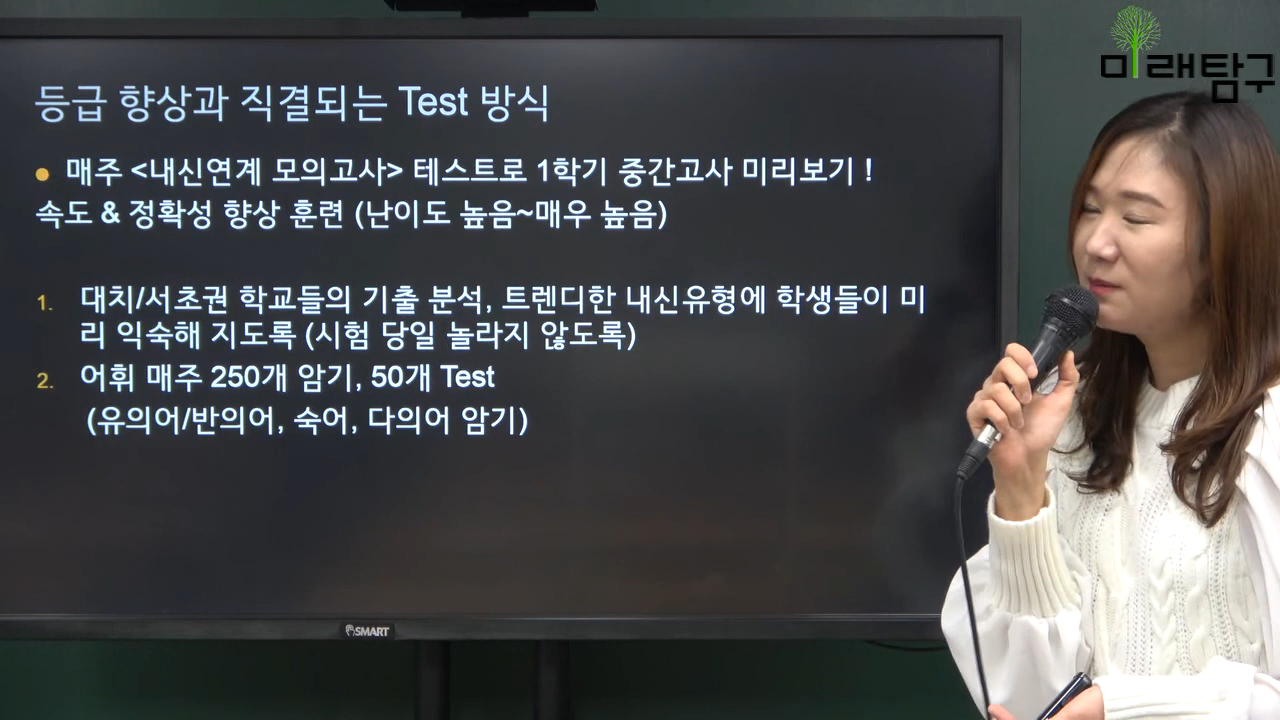 미래탐구
등급 향상과 직결되는 Test 방식
● 매주 <내신연계 모의고사> 테스트로 1학기 중간고사 미리보기 !
속도 & 정확성 향상 훈련 (난이도 높음~매우 높음)
1. 대치/서초권 학교들의 기출 분석, 트렌디한 내신유형에 학생들이 미
리 익숙해 지도록 (시험 당일 놀라지 않도록)
2. 어휘 매주 250개 암기, 50개 Test
(유의어/반의어, 숙어, 다의어 암기)
SMART